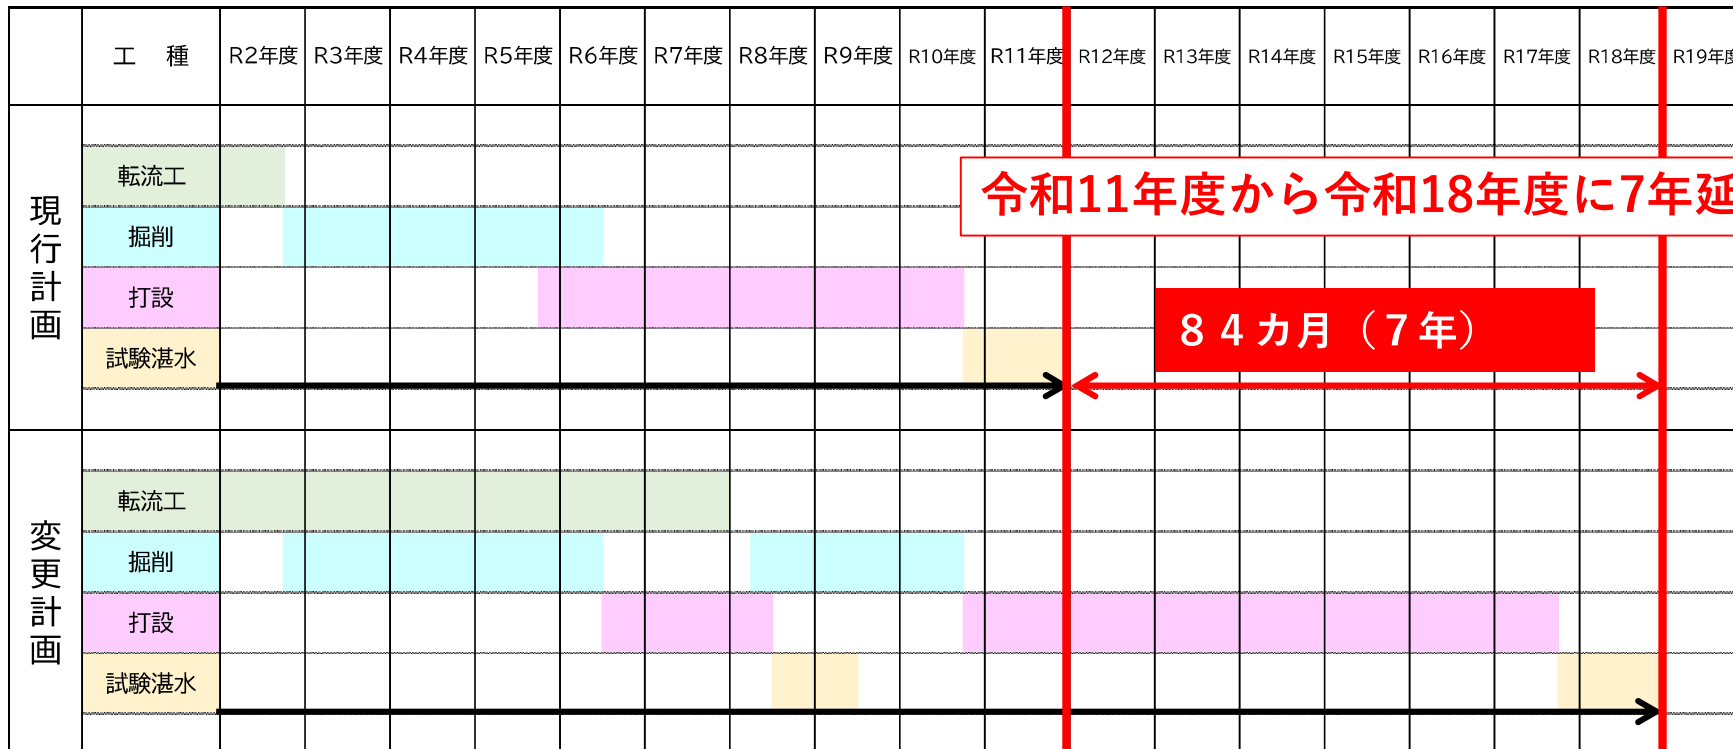 工 種 R2年度 R3年度 R4年度 R5年度 R6年度 R7年度 R8年度 R9年度 R10年度 R11年度 R12年度 R13年度 R14年度 R15年度 R16年度 R17年度 R18年度 R19年度
現行計画
転流工
令和11年度から令和18年度に7年延
掘削
打設
８４カ月（７年）
試験湛水
変更計画
転流工
掘削
打設
試験湛水